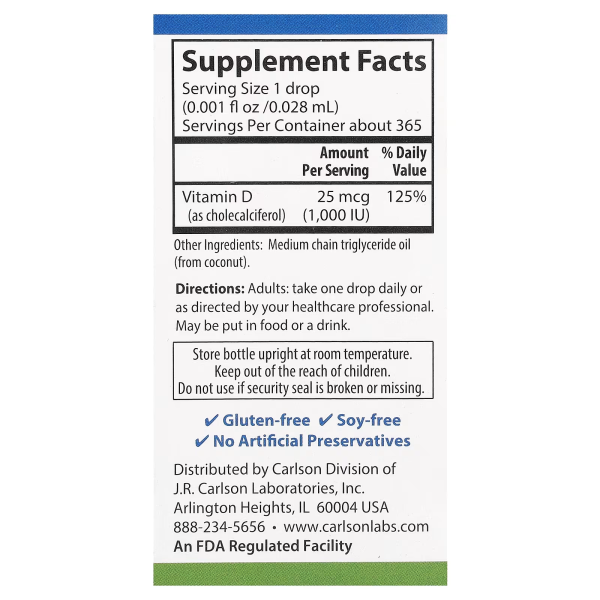 Supplement Facts
Serving Size 1 drop
(0.001 fl oz /0.028 mL)
Servings Per Container about 365
Amount Per Serving % Daily Value
Vitamin D 25 mcg 125%
(as cholecalciferol) (1,000 IU)
Other Ingredients: Medium chain triglyceride oil
(from coconut).
Directions: Adults: take one drop daily or
as directed by your healthcare professional.
May be put in food or a drink.
Store bottle upright at room temperature.
Keep out of the reach of children.
Do not use if security seal is broken or missing.
✓ Gluten-free ✓ Soy-free
✓ No Artificial Preservatives
Distributed by Carlson Division of
J.R. Carlson Laboratories, Inc.
Arlington Heights, IL 60004 USA
888-234-5656 • www.carlsonlabs.com
An FDA Regulated Facility